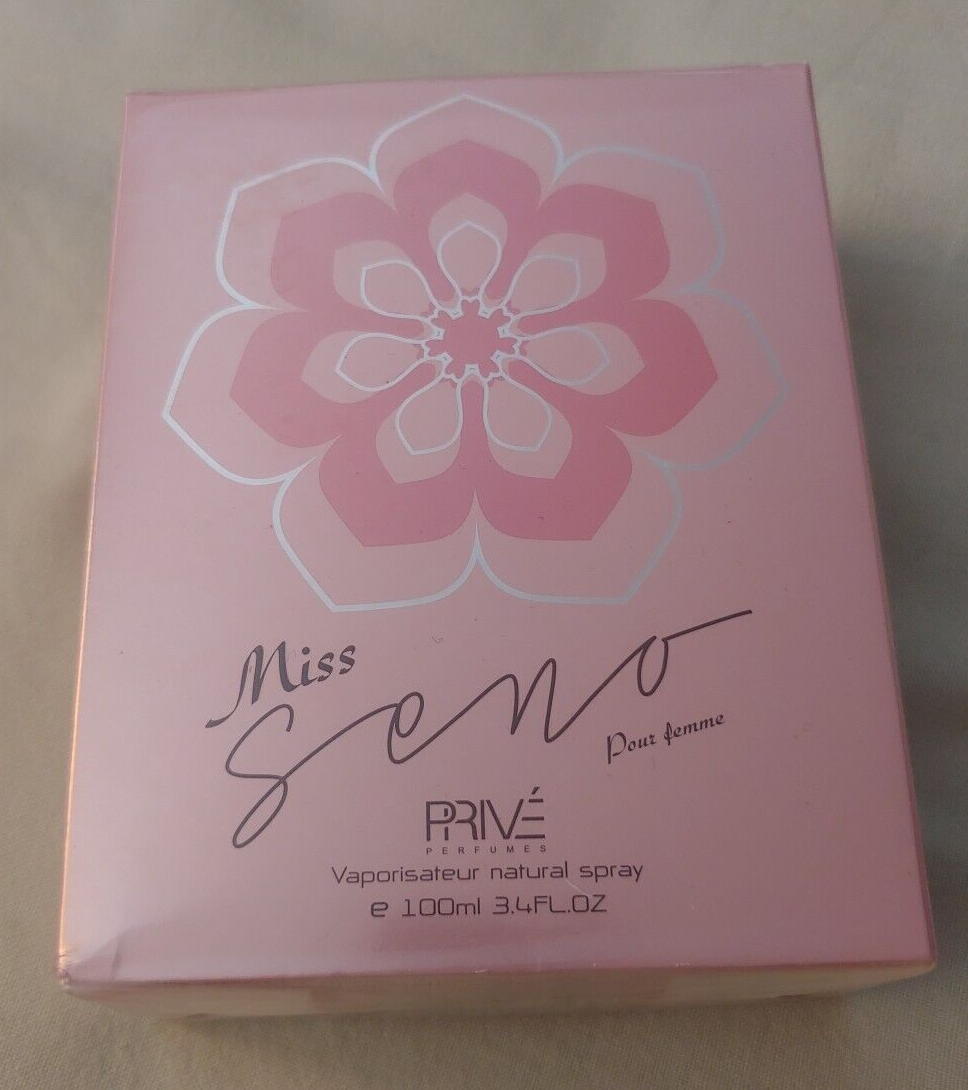 Miss
Seno
Pour femme
PRIVÉ
PERFUMES
Vaporisateur natural spray
e 100ml 3.4FL.OZ